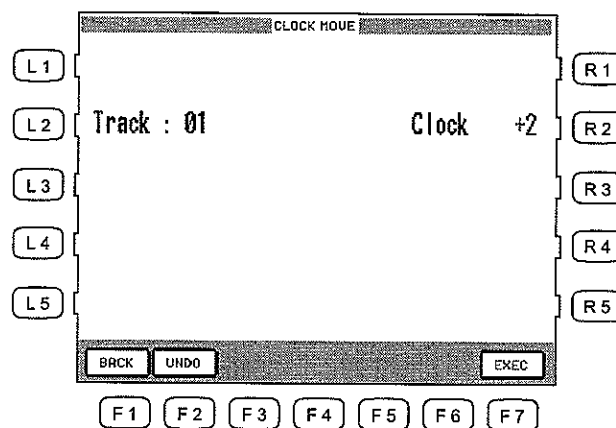 CLOCK MOVE
L1 R1
L2 Track : 01 Clock +2 R2
L3 R3
L4 R4
L5 R5
BACK UNDO EXEC
F1 F2 F3 F4 F5 F6 F7